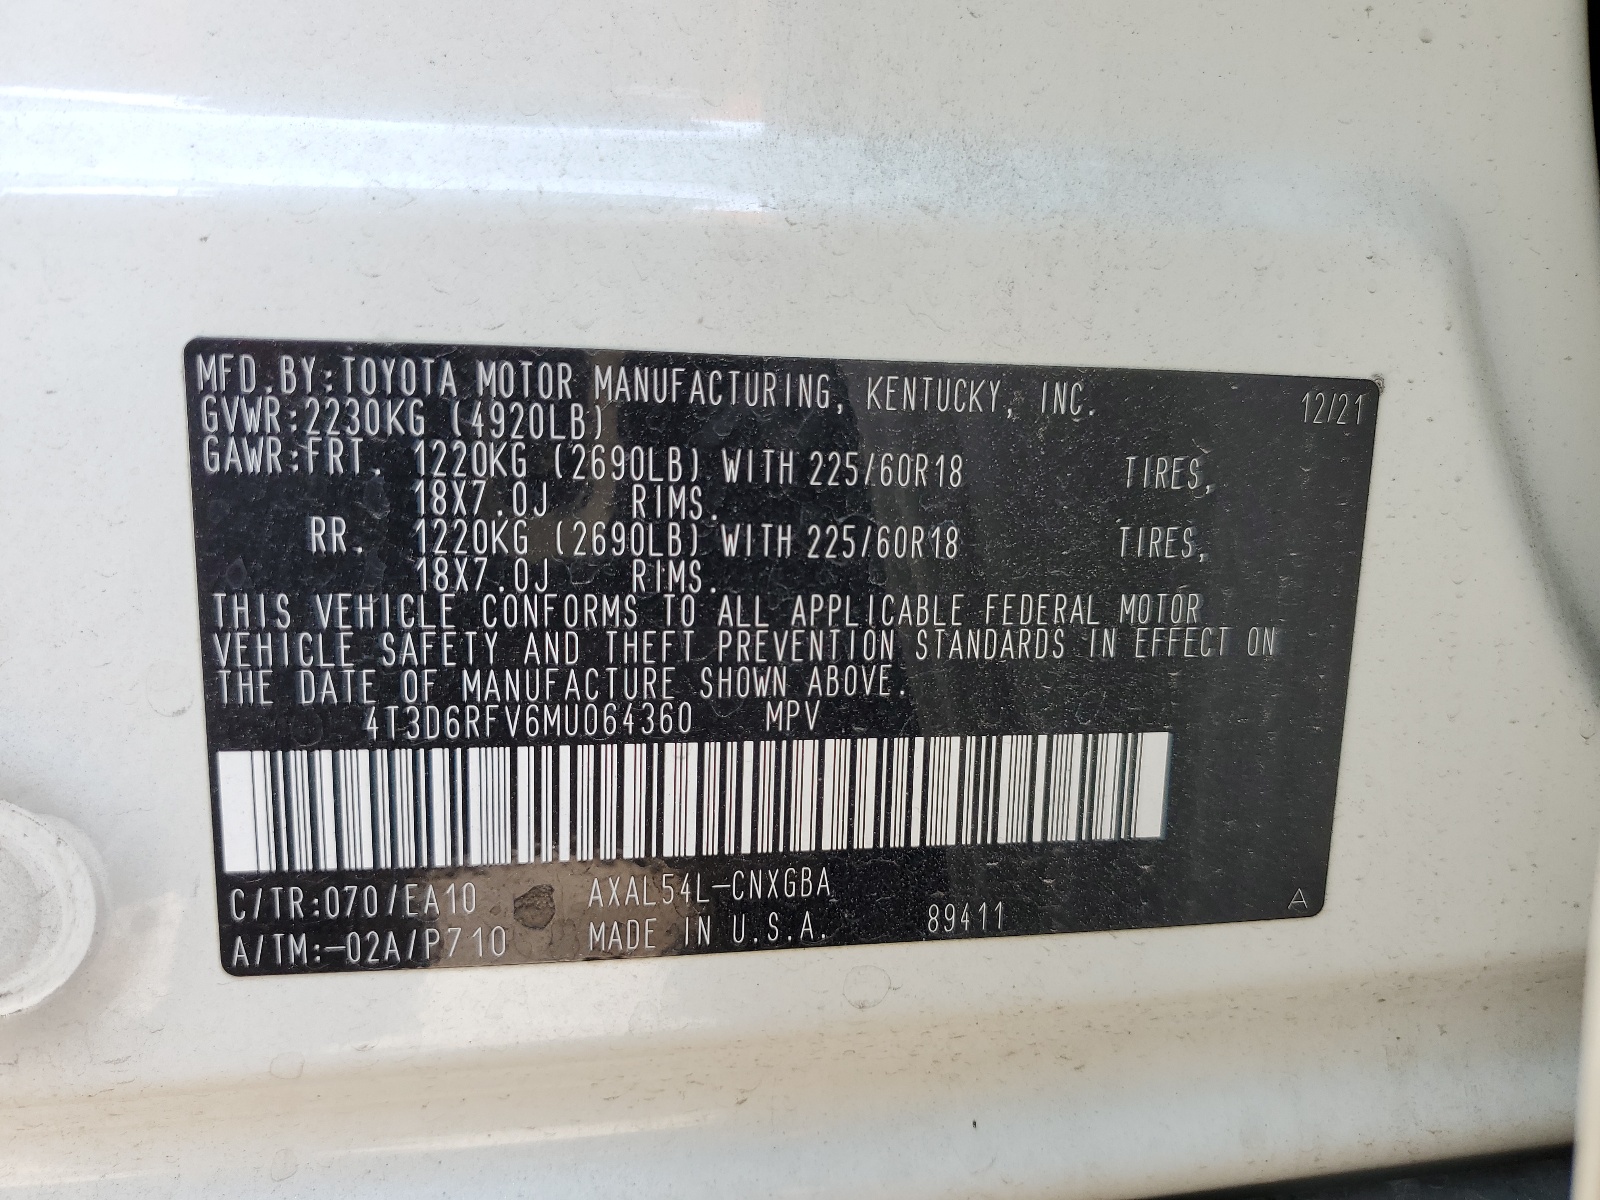 MFD.BY:TOYOTA MOTOR MANUFACTURING, KENTUCKY, INC. 12/21
GVWR:2230KG (4920LB)
GAWR:FRT. 1220KG (2690LB) WITH 225/60R18 TIRES,
18X7.0J RIMS.
RR. 1220KG (2690LB) WITH 225/60R18 TIRES,
18X7.0J RIMS.
THIS VEHICLE CONFORMS TO ALL APPLICABLE FEDERAL MOTOR
VEHICLE SAFETY AND THEFT PREVENTION STANDARDS IN EFFECT ON
THE DATE OF MANUFACTURE SHOWN ABOVE.
4T3D6RFV6MU064360 MPV
C/TR:070/EA10 AXAL54L-CNXGBA A
A/TM:-02A/P710 MADE IN U.S.A. 89411